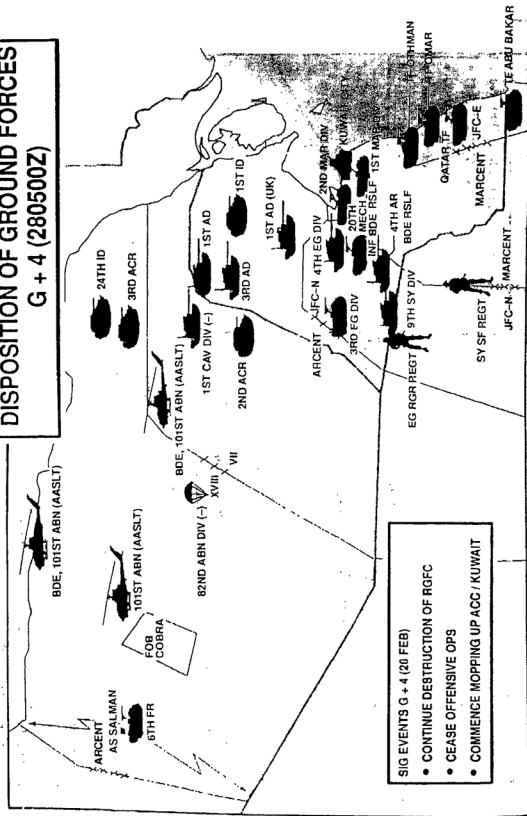 DISPOSITION OF GROUND FORCES
G + 4 (280500Z)
24TH ID
3RD ACR
BDE, 101ST ABN (AASLT)
BDE, 101ST ABN (AASLT)
101ST ABN (AASLT)
1ST CAV DIV (–)
1ST AD
1ST ID
3RD AD
2ND ACR
1ST AD (UK)
82ND ABN DIV (–)
XVIII
VII
FOB
COBRA
ARCENT
AS SALMAN
6TH FR
ARCENT
JFC–N
4TH EG DIV
3RD EG DIV
2ND MAR DIV
KUWAIT CITY
20TH
MECH
INF BDE RSLF
1ST MAR DIV
4TH AR
BDE RSLF
9TH SY DIV
EG RGR REGT
SY SF REGT
JFC–N
MARCENT
TF OTHMAN
TF OMAR
QATAR TF
MARCENT
JFC–E
TF ABU BAKAR
SIG EVENTS G + 4 (20 FEB)
• CONTINUE DESTRUCTION OF RGFC
• CEASE OFFENSIVE OPS
• COMMENCE MOPPING UP ACC / KUWAIT